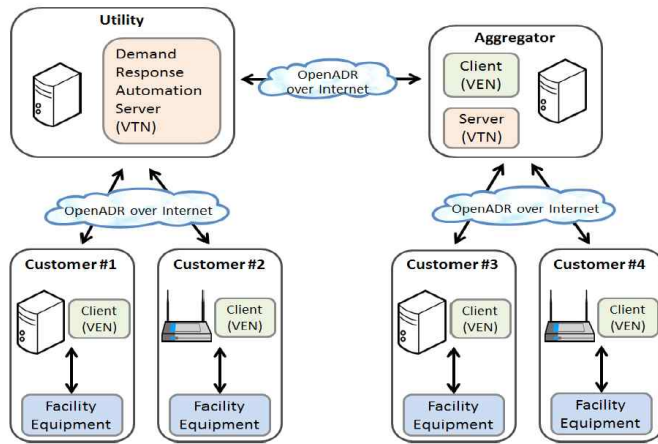 Utility
Demand
Response
Automation
Server
(VTN)
OpenADR
over Internet
Aggregator
Client
(VEN)
Server
(VTN)
OpenADR over Internet
OpenADR over Internet
Customer #1
Client
(VEN)
Facility
Equipment
Customer #2
Client
(VEN)
Facility
Equipment
Customer #3
Client
(VEN)
Facility
Equipment
Customer #4
Client
(VEN)
Facility
Equipment